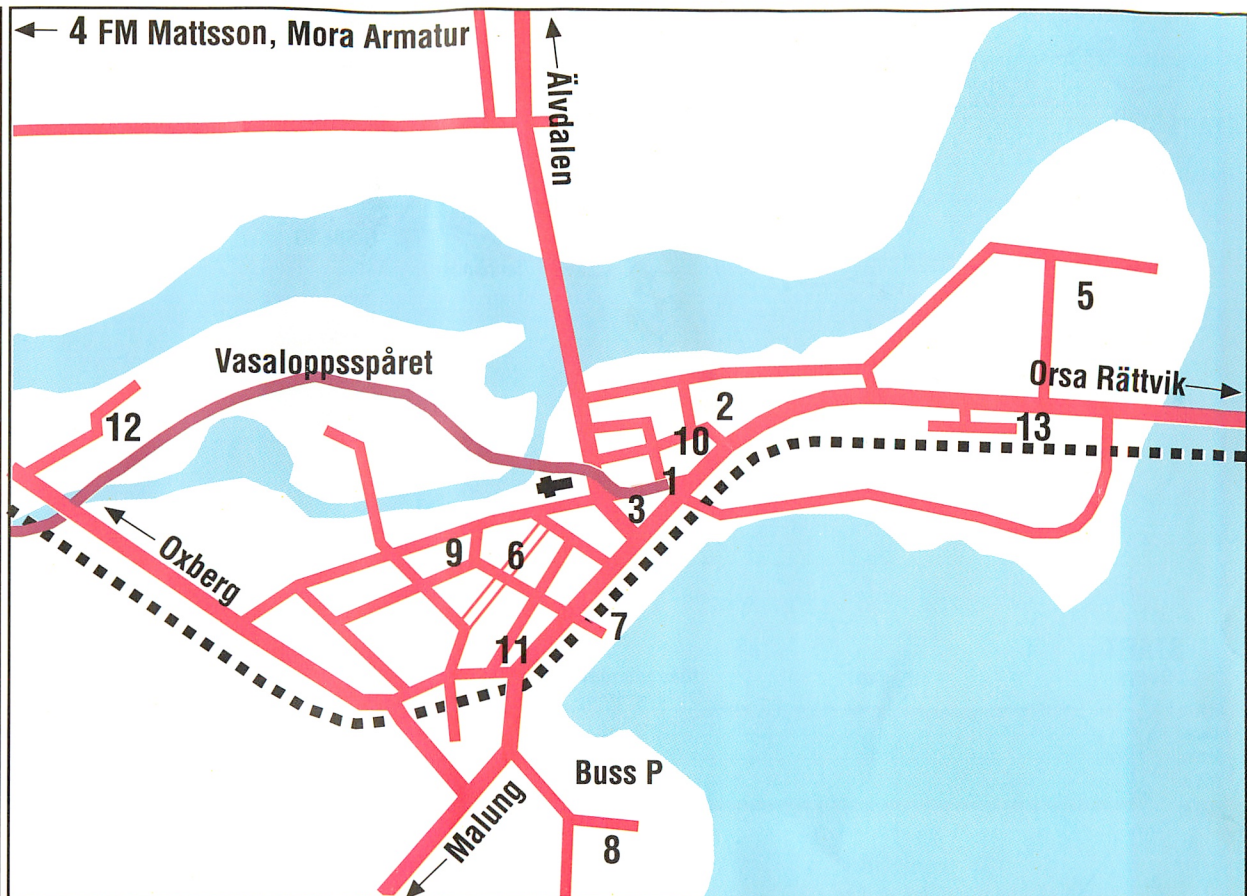 4 FM Mattsson, Mora Armatur
Älvdalen
5
Vasaloppsspåret
Orsa Rättvik
2
12
10
13
1
3
Oxberg
9
6
7
11
Buss P
Malung
8